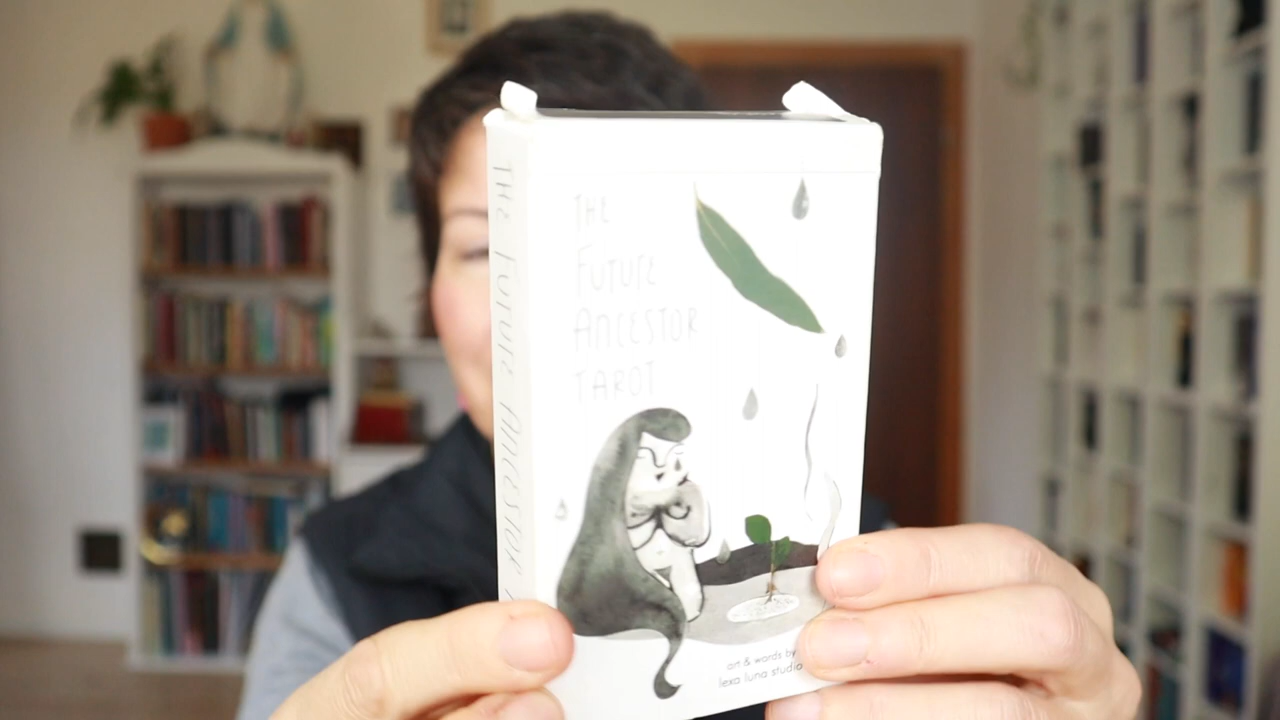 THE
FUTURE
ANCESTOR
TAROT
art & words by
lexa luna studio
THE FUTURE ANCESTOR